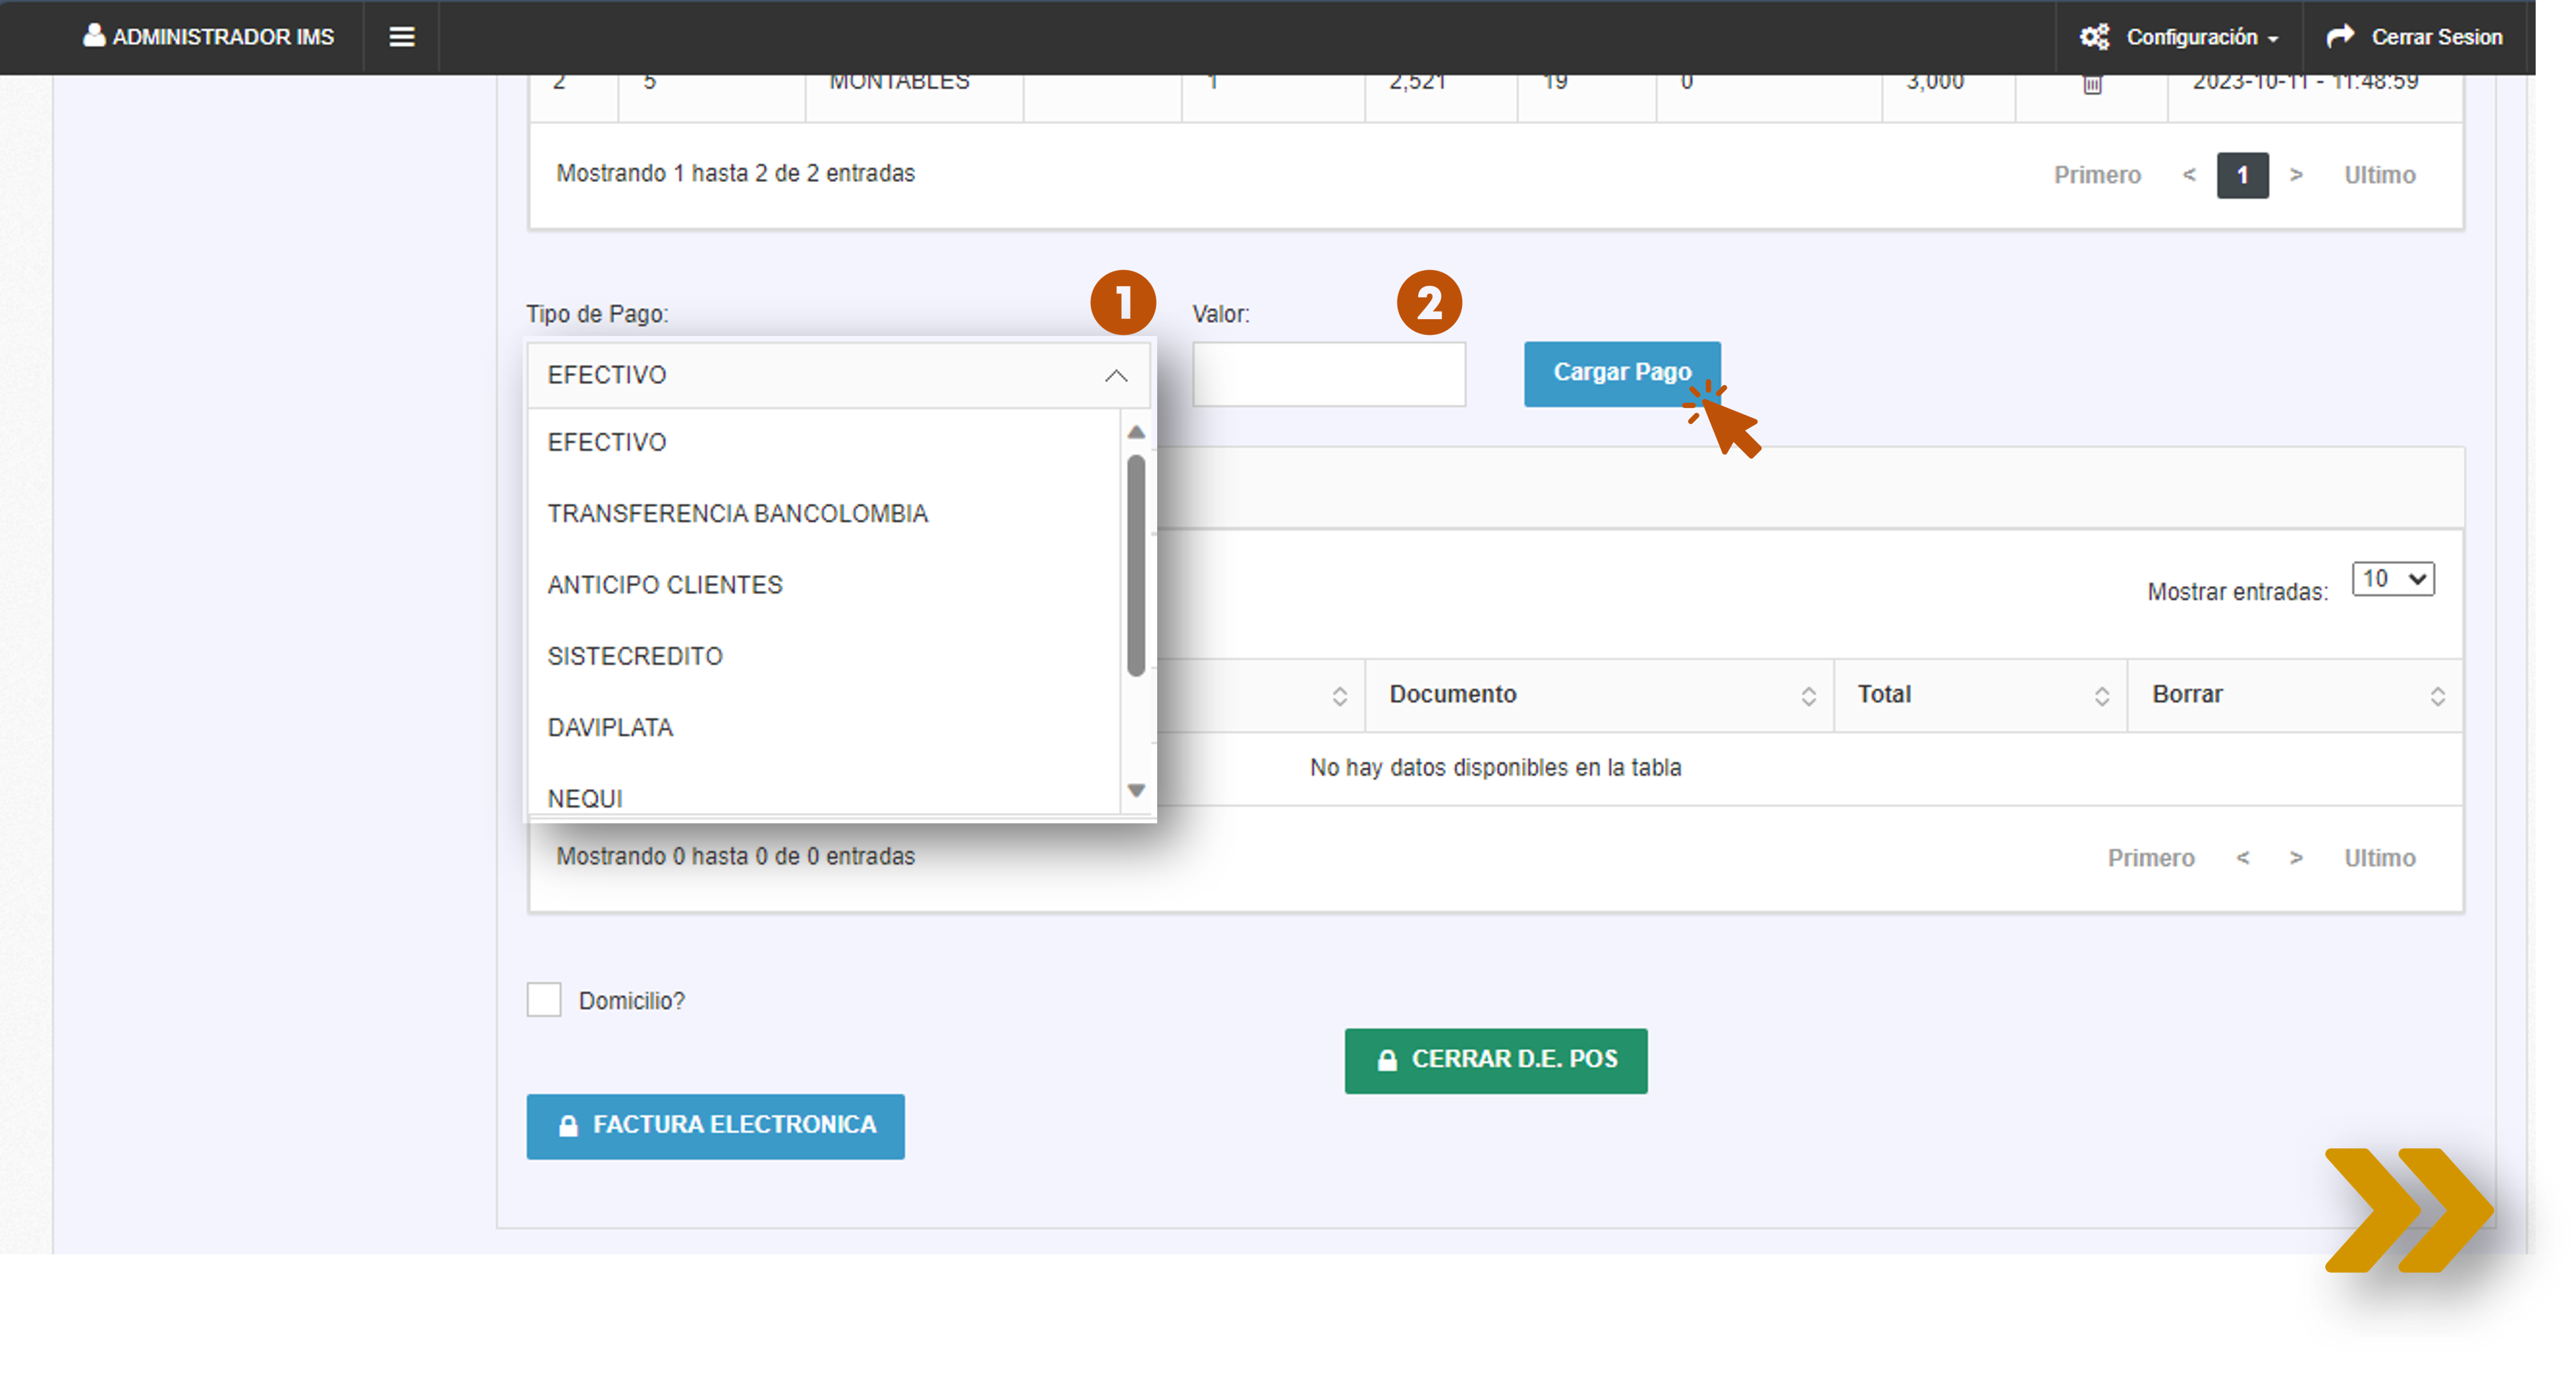 ADMINISTRADOR IMS
Configuración
Cerrar Sesion
2 5 MONTABLES 1 2,521 19 0 3,000 2023-10-11 - 11:48:59
Mostrando 1 hasta 2 de 2 entradas
Primero < 1 > Ultimo
1
2
Tipo de Pago:
Valor:
EFECTIVO
Cargar Pago
EFECTIVO
TRANSFERENCIA BANCOLOMBIA
ANTICIPO CLIENTES
SISTECREDITO
DAVIPLATA
NEQUI
Mostrar entradas: 10
Documento Total Borrar
No hay datos disponibles en la tabla
Mostrando 0 hasta 0 de 0 entradas
Primero < > Ultimo
Domicilio?
CERRAR D.E. POS
FACTURA ELECTRONICA